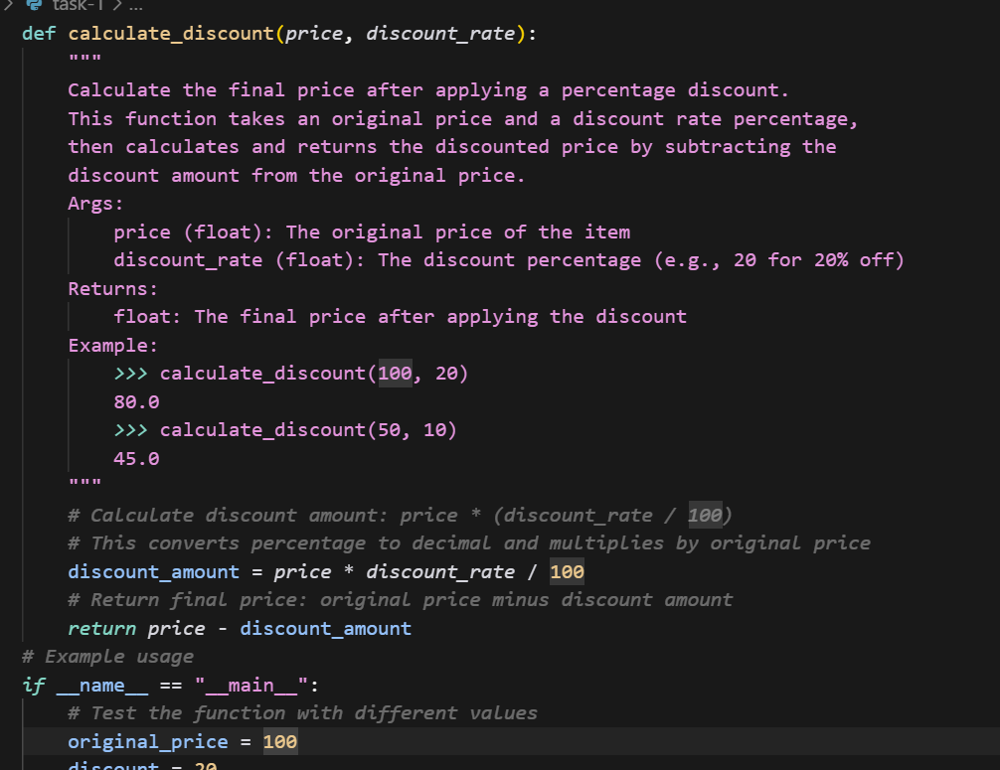 > task-1 > ...
def calculate_discount(price, discount_rate):
    """
    Calculate the final price after applying a percentage discount.
    This function takes an original price and a discount rate percentage,
    then calculates and returns the discounted price by subtracting the
    discount amount from the original price.
    Args:
        price (float): The original price of the item
        discount_rate (float): The discount percentage (e.g., 20 for 20% off)
    Returns:
        float: The final price after applying the discount
    Example:
        >>> calculate_discount(100, 20)
        80.0
        >>> calculate_discount(50, 10)
        45.0
    """
    # Calculate discount amount: price * (discount_rate / 100)
    # This converts percentage to decimal and multiplies by original price
    discount_amount = price * discount_rate / 100
    # Return final price: original price minus discount amount
    return price - discount_amount
# Example usage
if __name__ == "__main__":
    # Test the function with different values
    original_price = 100
    discount = 20